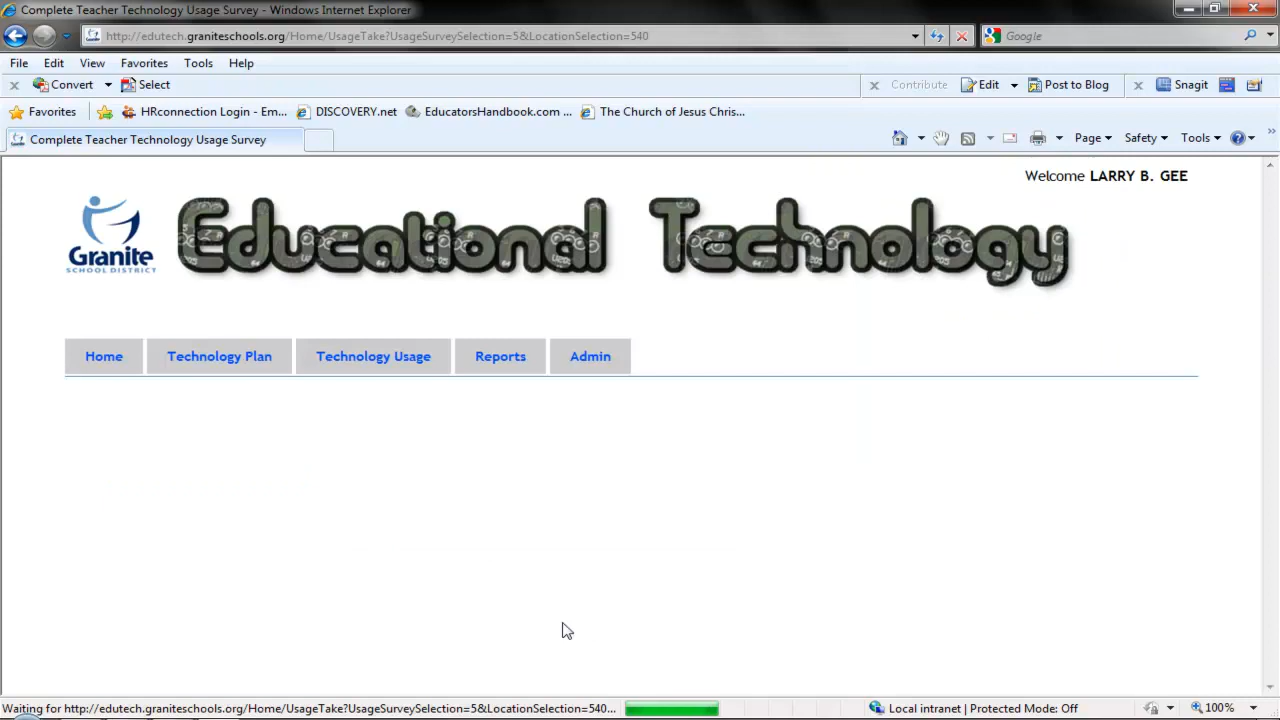 Complete Teacher Technology Usage Survey - Windows Internet Explorer
http://edutech.graniteschools.org/Home/UsageTake?UsageSurveySelection=5&LocationSelection=540
Google
File Edit View Favorites Tools Help
Convert Select
Contribute Edit Post to Blog Snagit
Favorites HRconnection Login - Em... DISCOVERY.net EducatorsHandbook.com ... The Church of Jesus Chris...
Complete Teacher Technology Usage Survey
Page Safety Tools
Welcome LARRY B. GEE
Granite
SCHOOL DISTRICT
Educational Technology
Home Technology Plan Technology Usage Reports Admin
Waiting for http://edutech.graniteschools.org/Home/UsageTake?UsageSurveySelection=5&LocationSelection=540...
Local intranet | Protected Mode: Off
100%